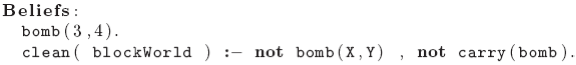 Beliefs:
bomb(3,4).
clean( blockWorld ) :- not bomb(X,Y) , not carry(bomb).